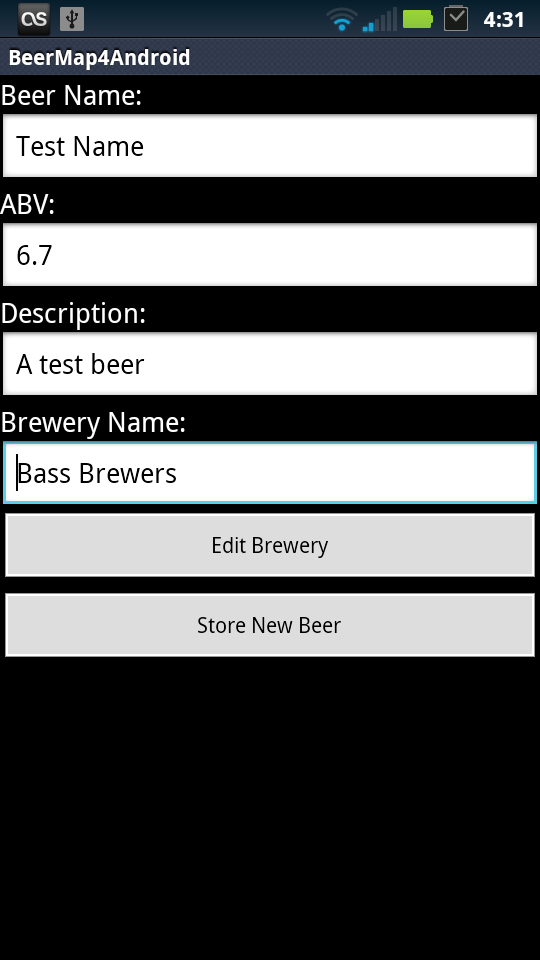 4:31
BeerMap4Android
Beer Name:
Test Name
ABV:
6.7
Description:
A test beer
Brewery Name:
Bass Brewers
Edit Brewery
Store New Beer